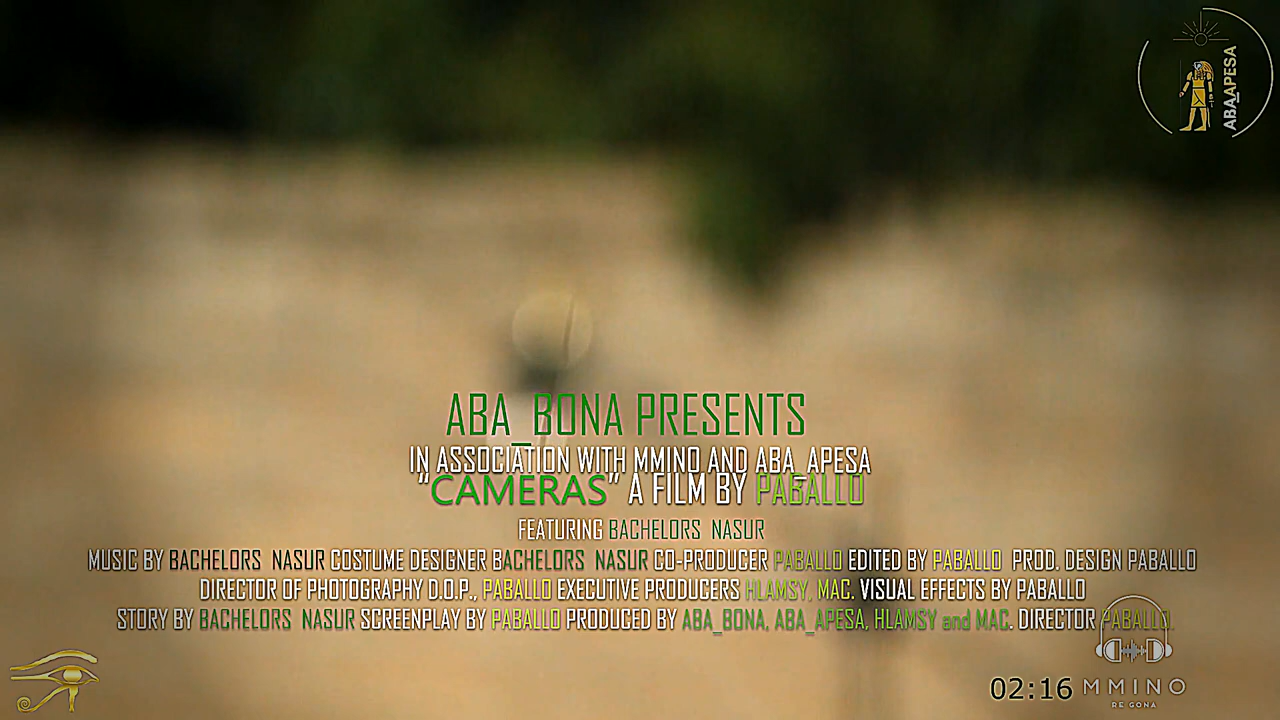 ABA_APESA
ABA_BONA PRESENTS
IN ASSOCIATION WITH MMINO AND ABA_APESA
“CAMERAS” A FILM BY PABALLO
FEATURING BACHELORS NASUR
MUSIC BY BACHELORS NASUR COSTUME DESIGNER BACHELORS NASUR CO-PRODUCER PABALLO EDITED BY PABALLO PROD. DESIGN PABALLO
DIRECTOR OF PHOTOGRAPHY D.O.P., PABALLO EXECUTIVE PRODUCERS HLAMSY, MAC. VISUAL EFFECTS BY PABALLO
STORY BY BACHELORS NASUR SCREENPLAY BY PABALLO PRODUCED BY ABA_BONA, ABA_APESA, HLAMSY and MAC. DIRECTOR PABALLO.
02:16
MMINO
RE GONA